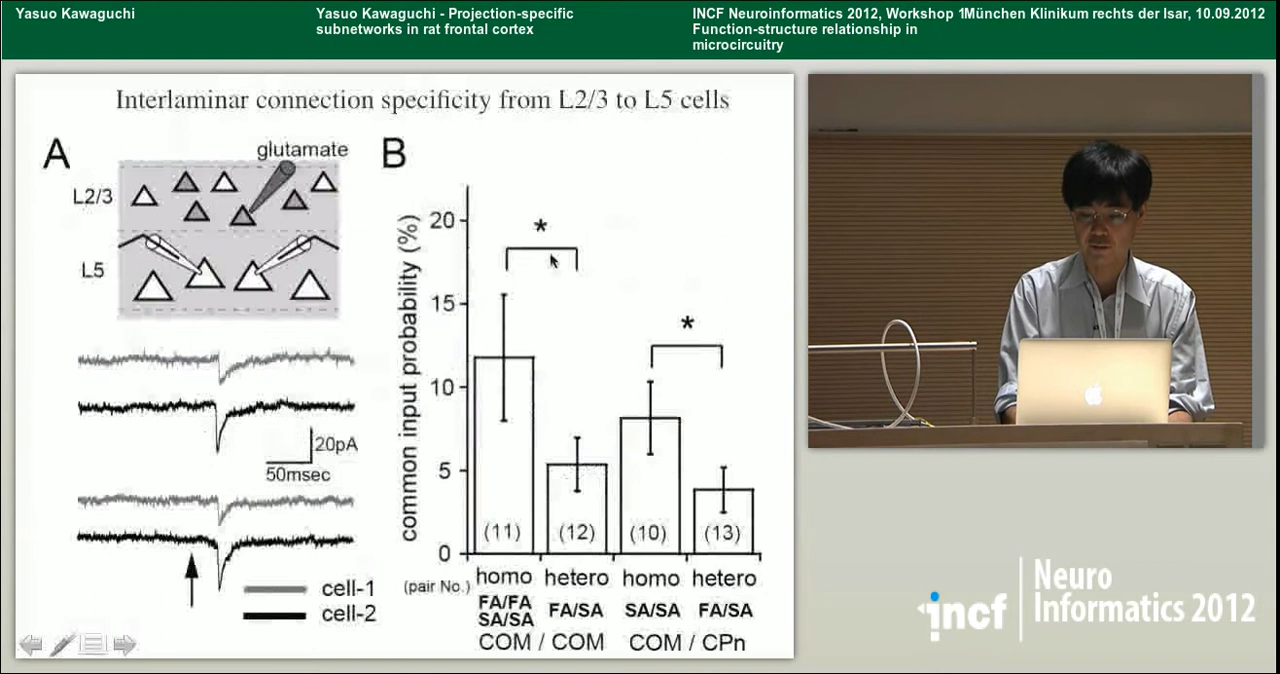 Yasuo Kawaguchi
Yasuo Kawaguchi - Projection-specific
subnetworks in rat frontal cortex
INCF Neuroinformatics 2012, Workshop 1München Klinikum rechts der Isar, 10.09.2012
Function-structure relationship in
microcircuitry
Interlaminar connection specificity from L2/3 to L5 cells
A
glutamate
L2/3
L5
20pA
50msec
cell-1
cell-2
B
common input probability (%)
20
15
10
5
0
*
*
(11)
(12)
(10)
(13)
(pair No.)
homo
hetero
homo
hetero
FA/FA
SA/SA
FA/SA
SA/SA
FA/SA
COM / COM
COM / CPn
incf
Neuro
Informatics 2012